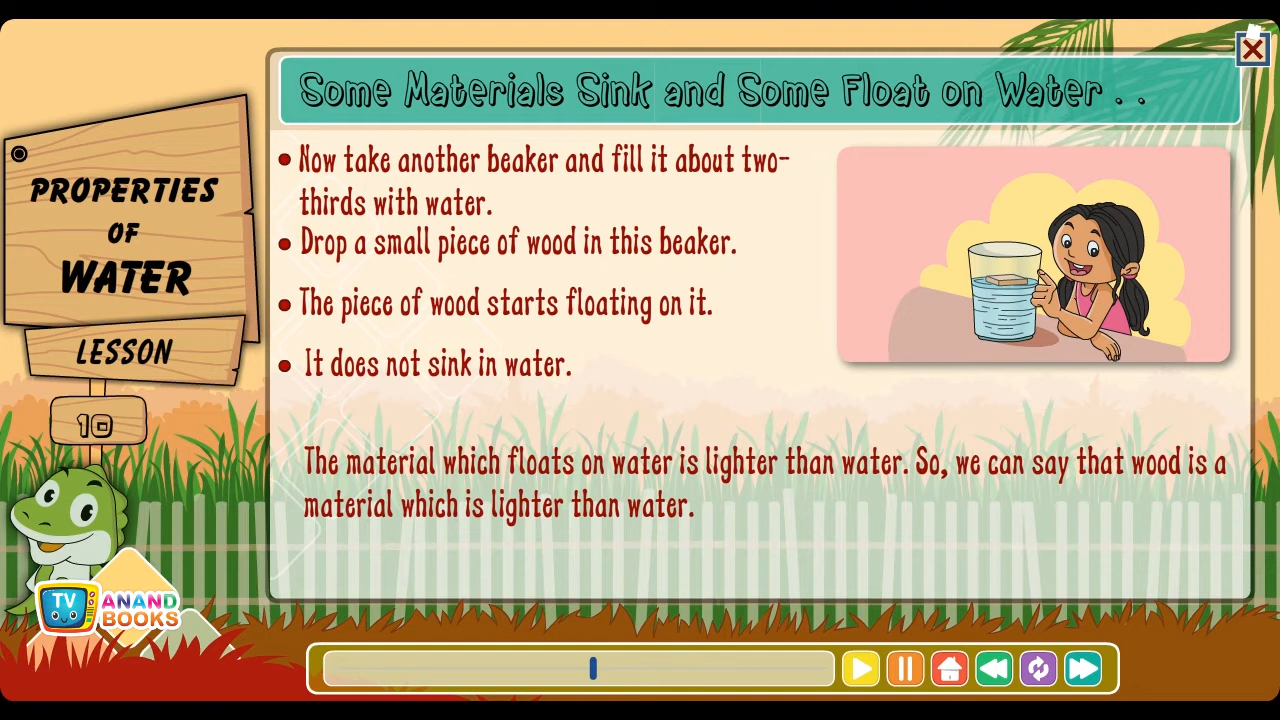 Some Materials Sink and Some Float on Water . .
PROPERTIES
OF
WATER
LESSON
10
• Now take another beaker and fill it about two-
thirds with water.
• Drop a small piece of wood in this beaker.
• The piece of wood starts floating on it.
• It does not sink in water.
The material which floats on water is lighter than water. So, we can say that wood is a
material which is lighter than water.
TV
ANAND
BOOKS